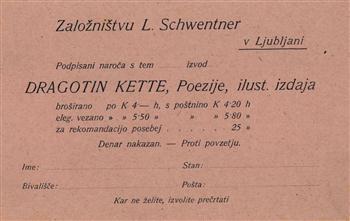 Založništvu L. Schwentner
v Ljubljani
Podpisani naroča s tem ........ izvod ........
DRAGOTIN KETTE, Poezije, ilust. izdaja
broširano po K 4·— h, s poštnino K 4·20 h
eleg. vezano » » 5·50 » » » 5·80 »
za rekomandacijo posebej . . . . . . 25 »
Denar nakazan. — Proti povzetju.
Ime: Stan:
Bivališče: Pošta:
Kar ne želite, izvolite prečrtati